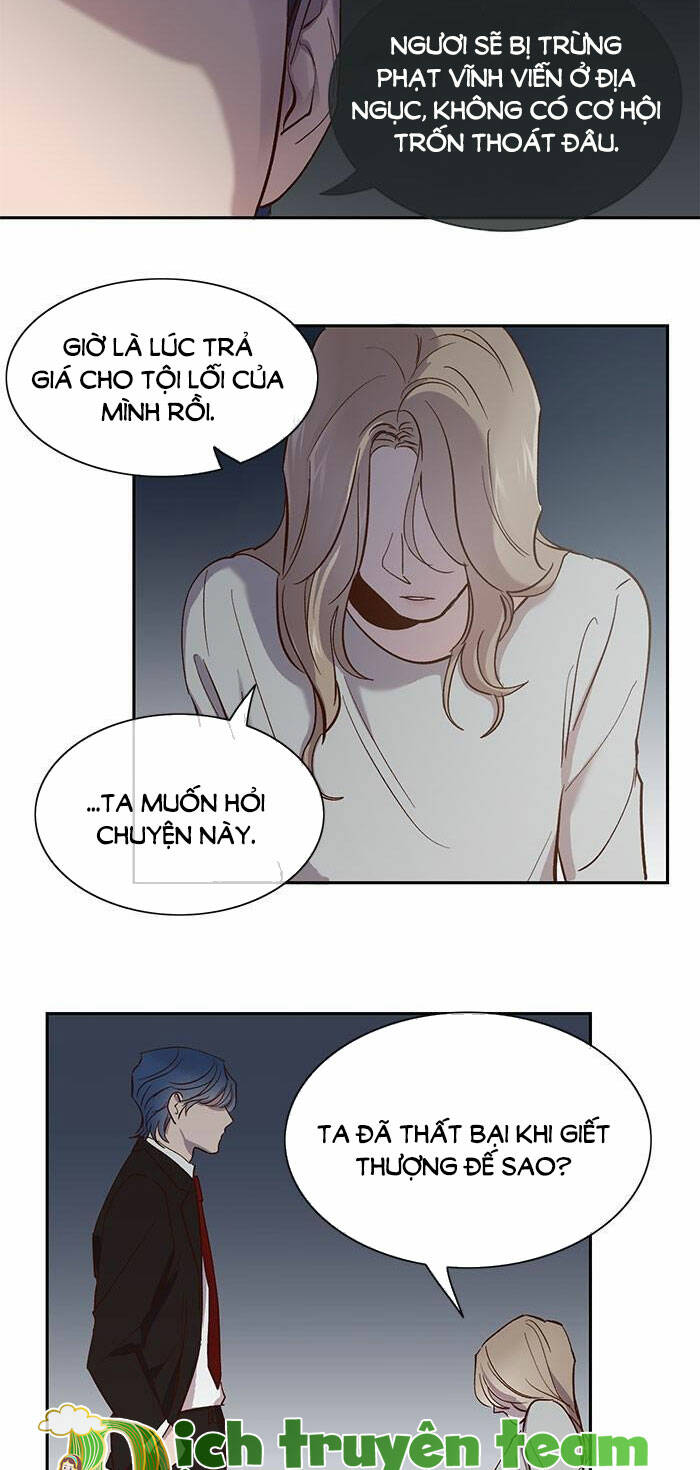 NGƯƠI SẼ BỊ TRỪNG
PHẠT VĨNH VIỄN Ở ĐỊA
NGỤC, KHÔNG CÓ CƠ HỘI
TRỐN THOÁT ĐÂU.
GIỜ LÀ LÚC TRẢ
GIÁ CHO TỘI LỖI CỦA
MÌNH RỒI.
...TA MUỐN HỎI
CHUYỆN NÀY.
TA ĐÃ THẤT BẠI KHI GIẾT
THƯỢNG ĐẾ SAO?
Dịch truyện team